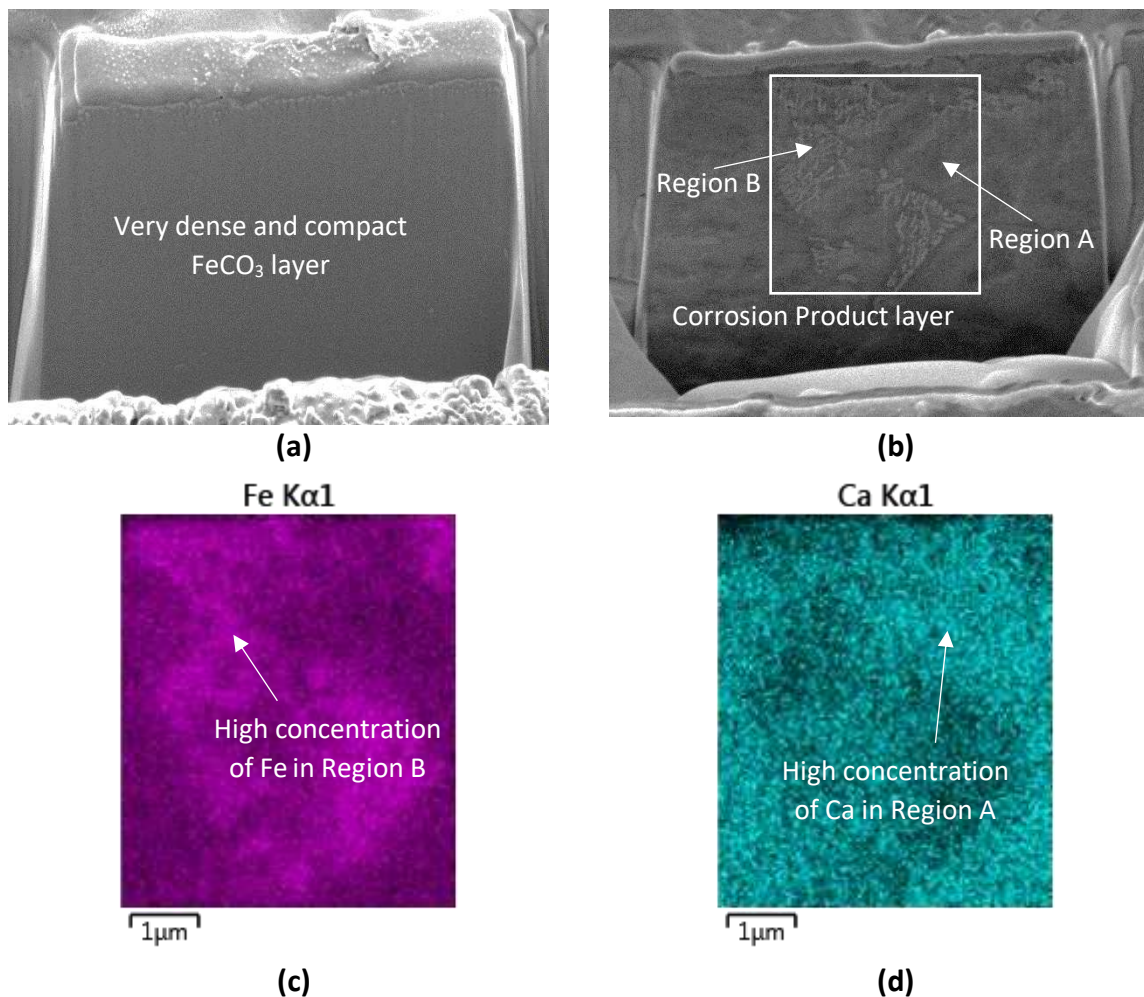 Very dense and compact
FeCO₃ layer
(a)
Region B
Region A
Corrosion Product layer
(b)
Fe Kα1
High concentration
of Fe in Region B
1µm
(c)
Ca Kα1
High concentration
of Ca in Region A
1µm
(d)